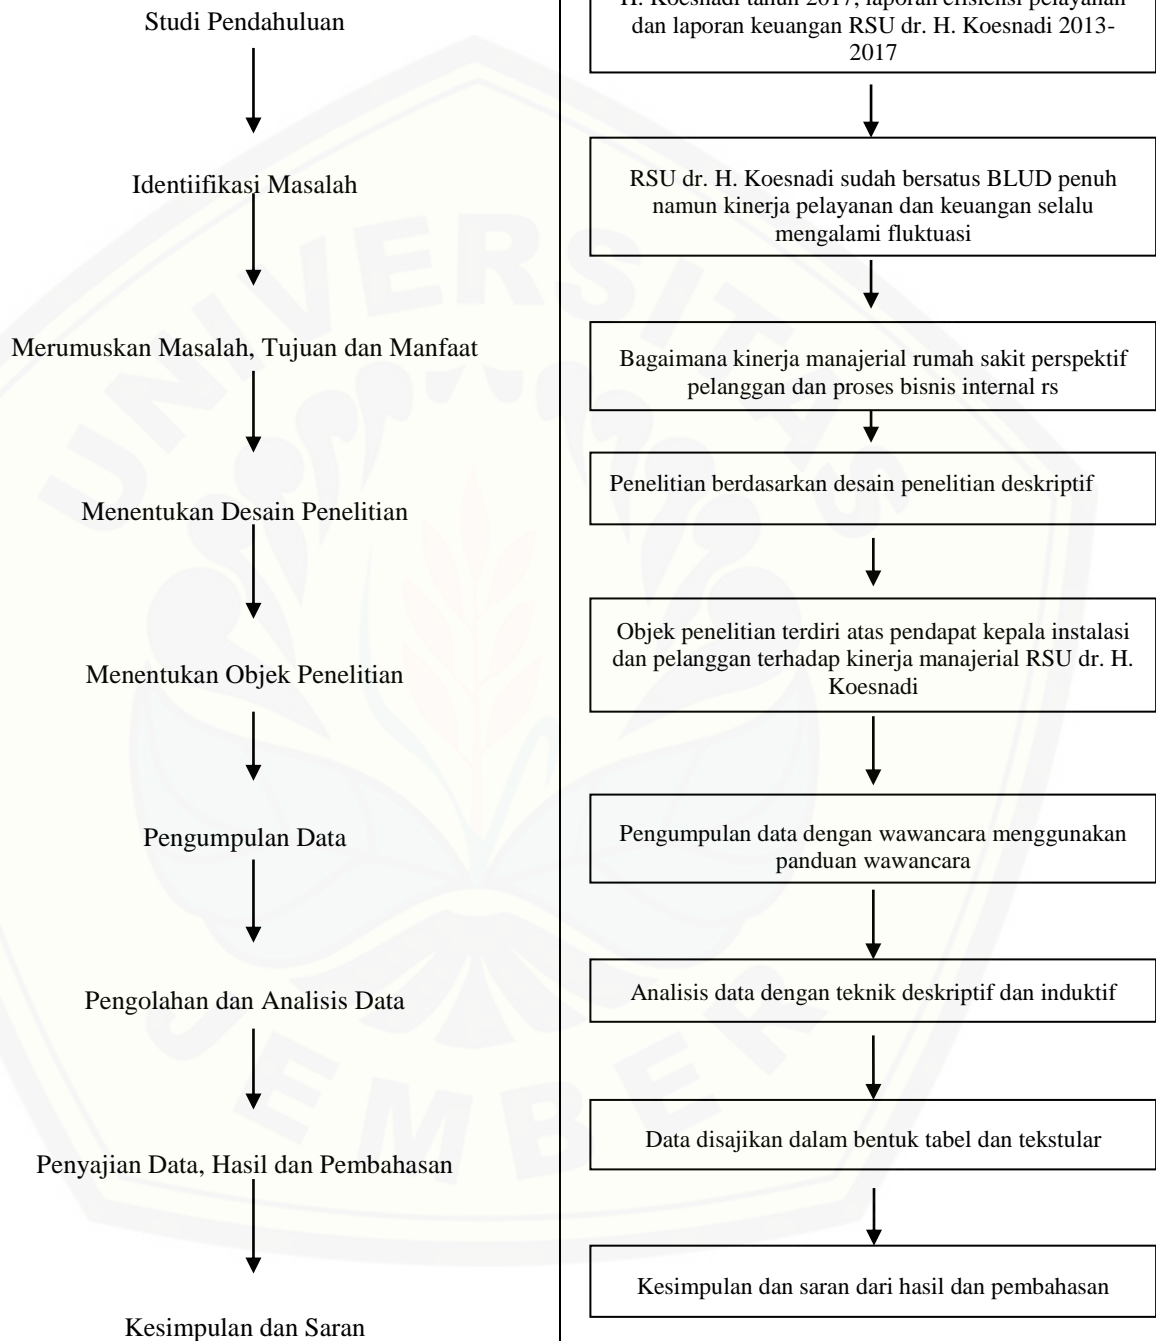 Studi Pendahuluan
Identiifikasi Masalah
Merumuskan Masalah, Tujuan dan Manfaat
Menentukan Desain Penelitian
Menentukan Objek Penelitian
Pengumpulan Data
Pengolahan dan Analisis Data
Penyajian Data, Hasil dan Pembahasan
Kesimpulan dan Saran
H. Koesnadi tahun 2017, laporan efisiensi pelayanan
dan laporan keuangan RSU dr. H. Koesnadi 2013-
2017
RSU dr. H. Koesnadi sudah bersatus BLUD penuh
namun kinerja pelayanan dan keuangan selalu
mengalami fluktuasi
Bagaimana kinerja manajerial rumah sakit perspektif
pelanggan dan proses bisnis internal rs
Penelitian berdasarkan desain penelitian deskriptif
Objek penelitian terdiri atas pendapat kepala instalasi
dan pelanggan terhadap kinerja manajerial RSU dr. H.
Koesnadi
Pengumpulan data dengan wawancara menggunakan
panduan wawancara
Analisis data dengan teknik deskriptif dan induktif
Data disajikan dalam bentuk tabel dan tekstular
Kesimpulan dan saran dari hasil dan pembahasan
UNIVERSITAS
JEMBER